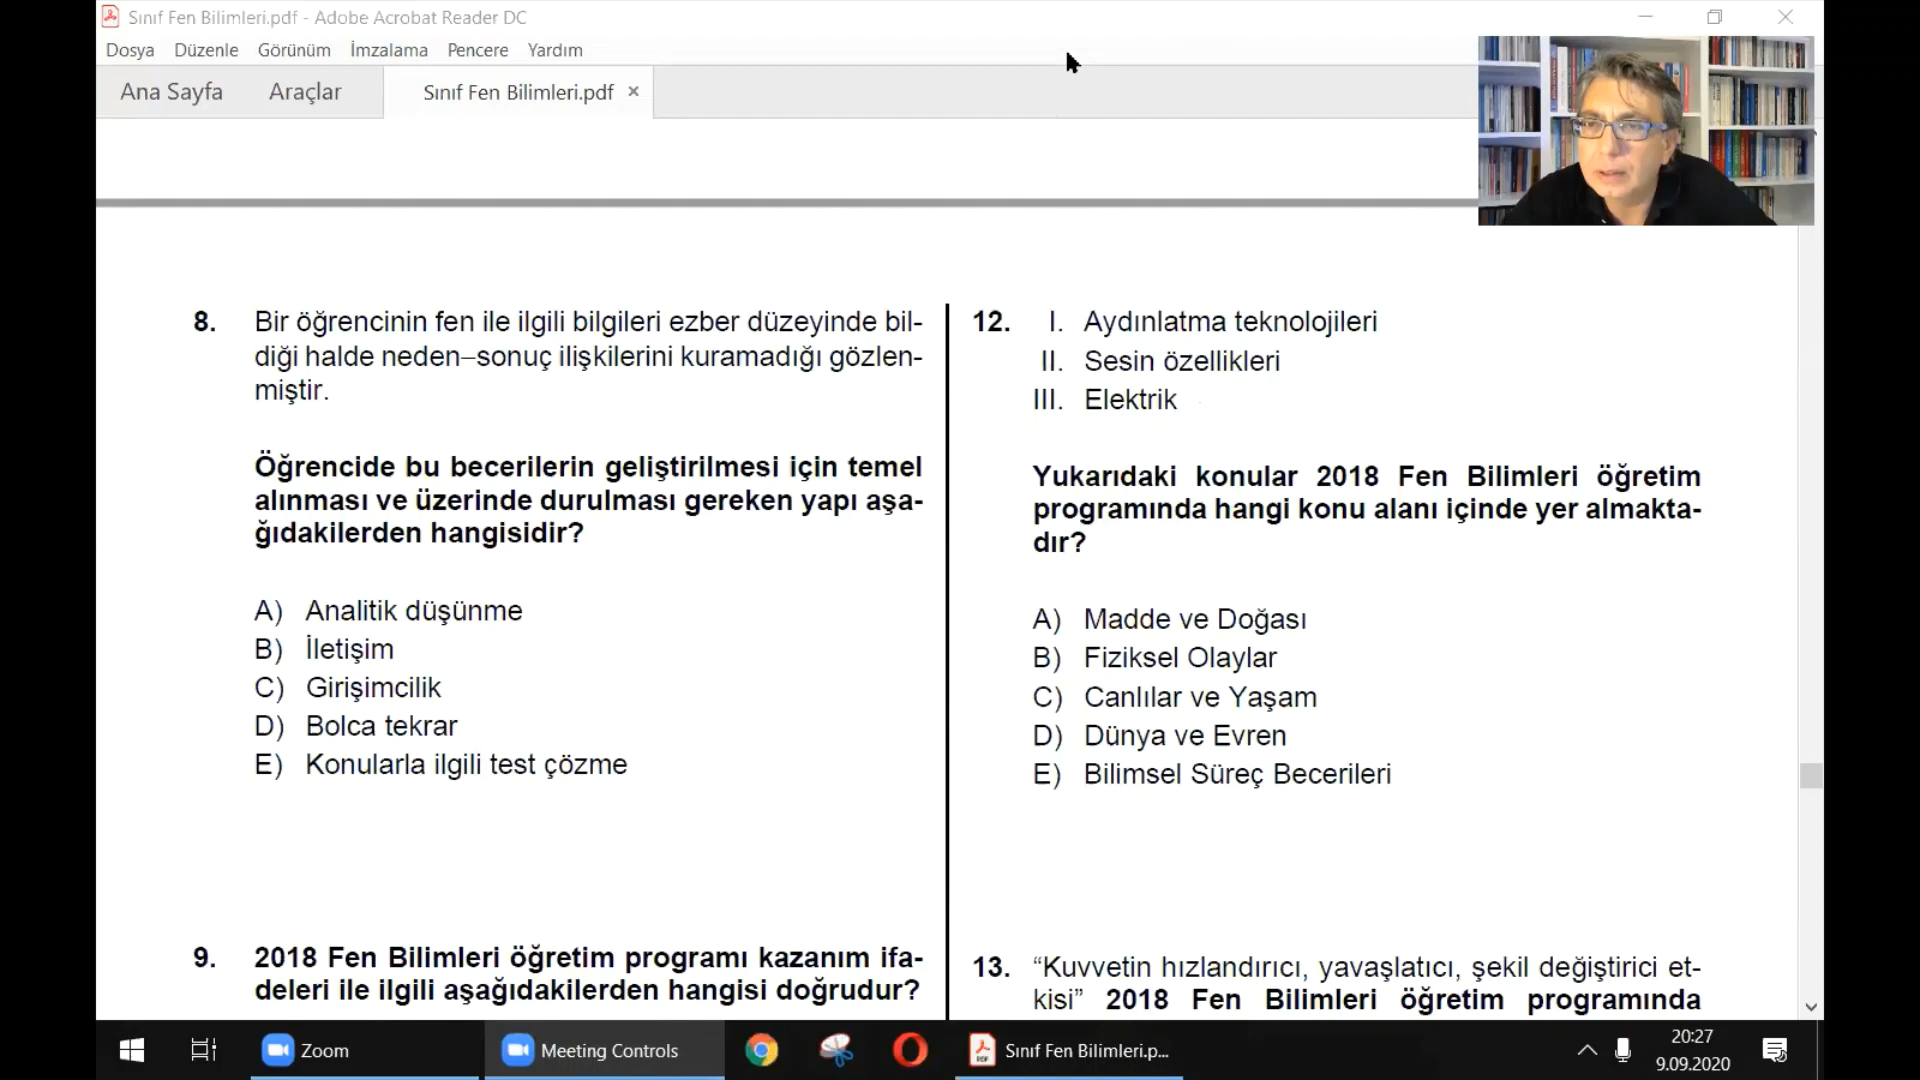 Sınıf Fen Bilimleri.pdf - Adobe Acrobat Reader DC
Dosya Düzenle Görünüm İmzalama Pencere Yardım
Ana Sayfa Araçlar Sınıf Fen Bilimleri.pdf ×
8. Bir öğrencinin fen ile ilgili bilgileri ezber düzeyinde bil-
diği halde neden–sonuç ilişkilerini kuramadığı gözlen-
miştir.
Öğrencide bu becerilerin geliştirilmesi için temel
alınması ve üzerinde durulması gereken yapı aşa-
ğıdakilerden hangisidir?
A) Analitik düşünme
B) İletişim
C) Girişimcilik
D) Bolca tekrar
E) Konularla ilgili test çözme
9. 2018 Fen Bilimleri öğretim programı kazanım ifa-
deleri ile ilgili aşağıdakilerden hangisi doğrudur?
12. I. Aydınlatma teknolojileri
II. Sesin özellikleri
III. Elektrik
Yukarıdaki konular 2018 Fen Bilimleri öğretim
programında hangi konu alanı içinde yer almakta-
dır?
A) Madde ve Doğası
B) Fiziksel Olaylar
C) Canlılar ve Yaşam
D) Dünya ve Evren
E) Bilimsel Süreç Becerileri
13. “Kuvvetin hızlandırıcı, yavaşlatıcı, şekil değiştirici et-
kisi” 2018 Fen Bilimleri öğretim programında
Zoom Meeting Controls Sınıf Fen Bilimleri.p...
20:27
9.09.2020